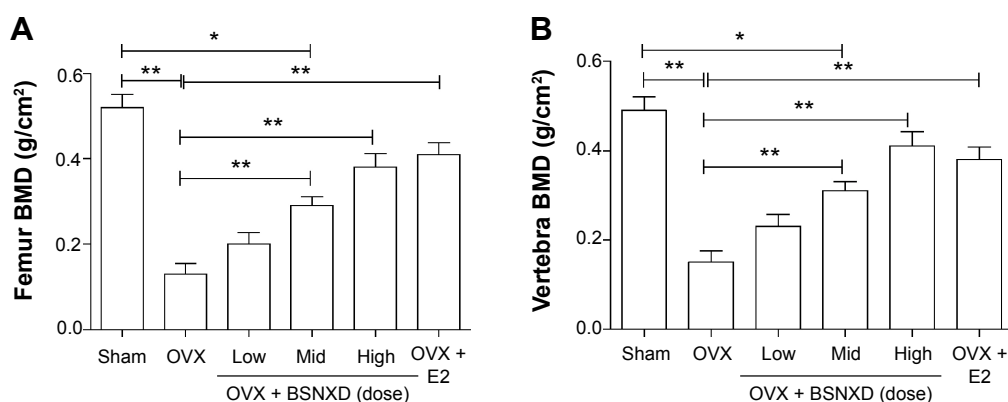 A
Femur BMD (g/cm²)
0.6
0.4
0.2
0.0
*
**
**
**
**
Sham
OVX
Low
Mid
High
OVX +
E2
OVX + BSNXD (dose)
B
Vertebra BMD (g/cm²)
0.6
0.4
0.2
0.0
*
**
**
**
**
Sham
OVX
Low
Mid
High
OVX +
E2
OVX + BSNXD (dose)